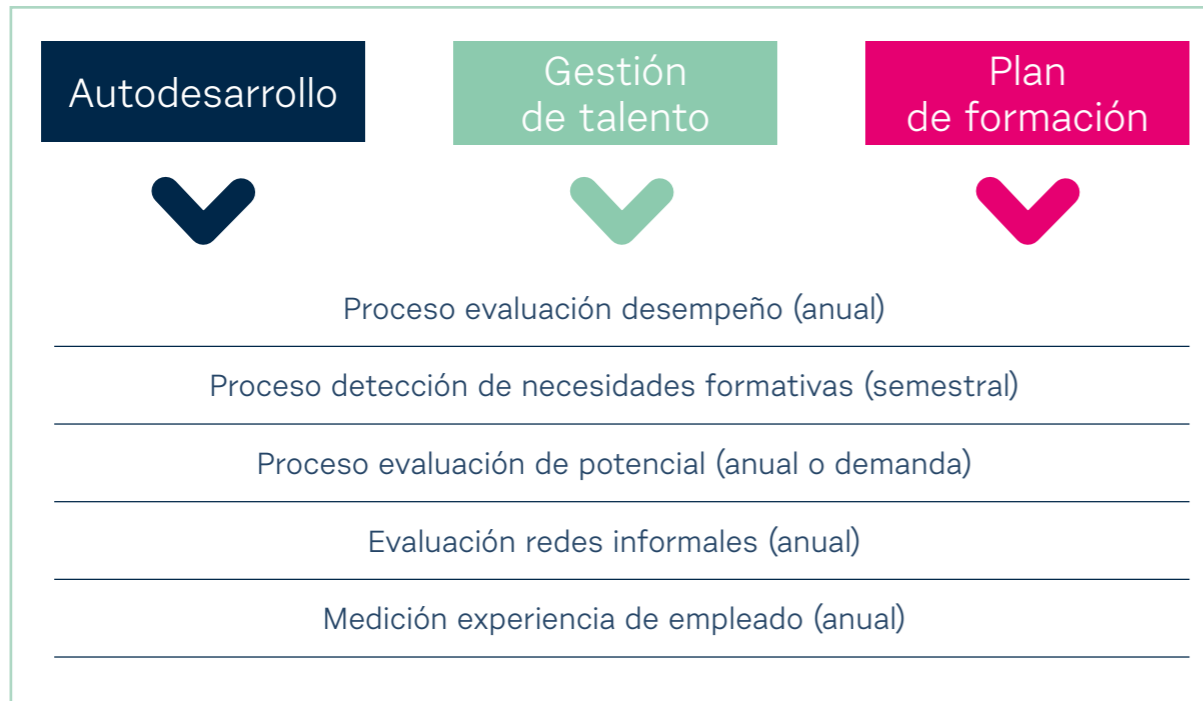 Autodesarrollo
Gestión
de talento
Plan
de formación
Proceso evaluación desempeño (anual)
Proceso detección de necesidades formativas (semestral)
Proceso evaluación de potencial (anual o demanda)
Evaluación redes informales (anual)
Medición experiencia de empleado (anual)